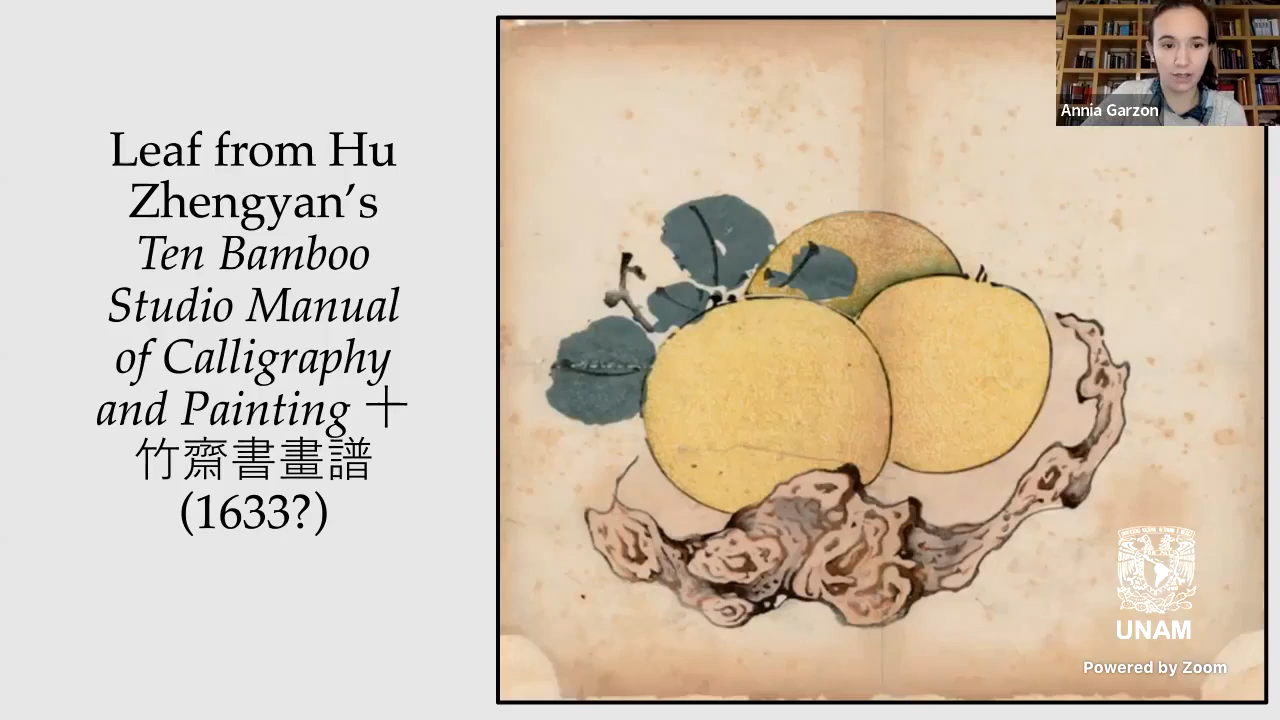 Leaf from Hu
Zhengyan’s
Ten Bamboo
Studio Manual
of Calligraphy
and Painting 十
竹齋書畫譜
(1633?)
Annia Garzon
UNAM
Powered by Zoom